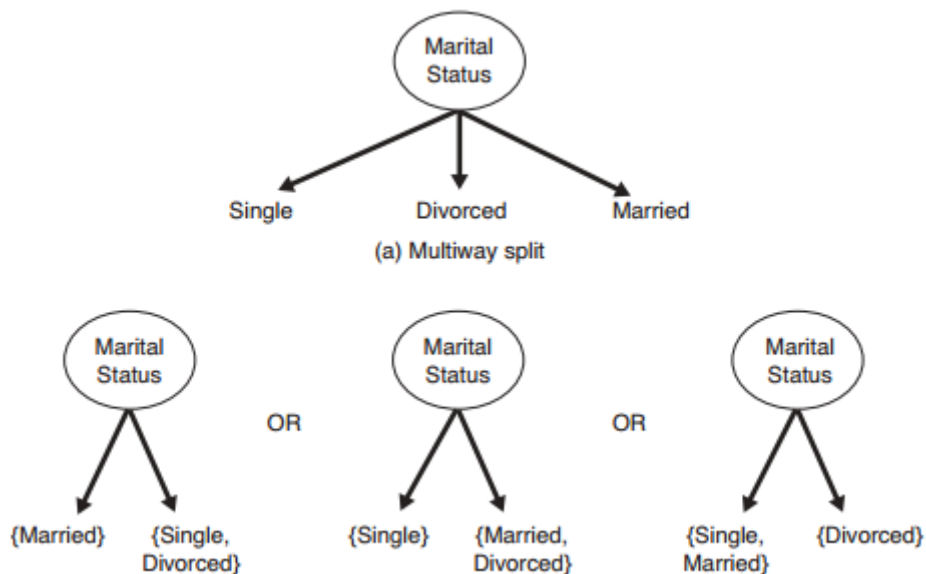 Marital
Status
Single Divorced Married
(a) Multiway split
Marital
Status
OR
Marital
Status
OR
Marital
Status
{Married}
{Single,
Divorced}
{Single}
{Married,
Divorced}
{Single,
Married}
{Divorced}